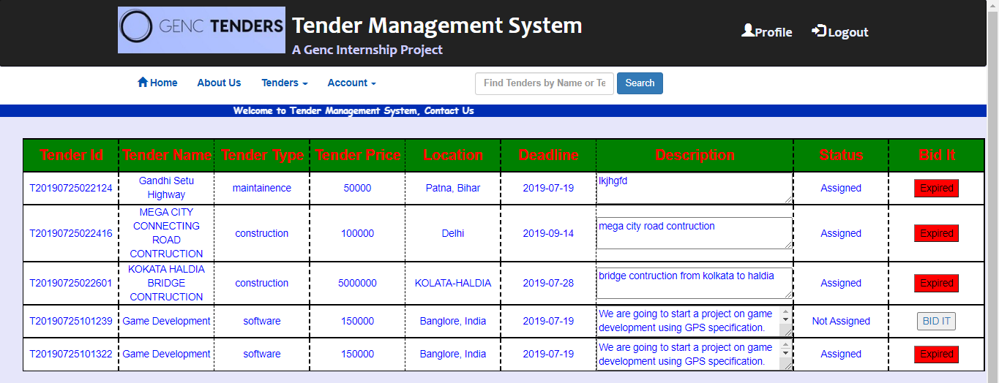 GENC TENDERS
Tender Management System
A Genc Internship Project
Profile
Logout
Home
About Us
Tenders
Account
Find Tenders by Name or Te
Search
Welcome to Tender Management System, Contact Us
Tender Id Tender Name Tender Type Tender Price Location Deadline Description Status Bid It
T20190725022124
Gandhi Setu
Highway
maintainence
50000
Patna, Bihar
2019-07-19
lkjhgfd
Assigned
Expired
T20190725022416
MEGA CITY
CONNECTING
ROAD
CONTRUCTION
construction
100000
Delhi
2019-09-14
mega city road contruction
Assigned
Expired
T20190725022601
KOKATA HALDIA
BRIDGE
CONTRUCTION
construction
5000000
KOLATA-HALDIA
2019-07-28
bridge contruction from kolkata to haldia
Assigned
Expired
T20190725101239
Game Development
software
150000
Banglore, India
2019-07-19
We are going to start a project on game
development using GPS specification.
Not Assigned
BID IT
T20190725101322
Game Development
software
150000
Banglore, India
2019-07-19
We are going to start a project on game
development using GPS specification.
Assigned
Expired